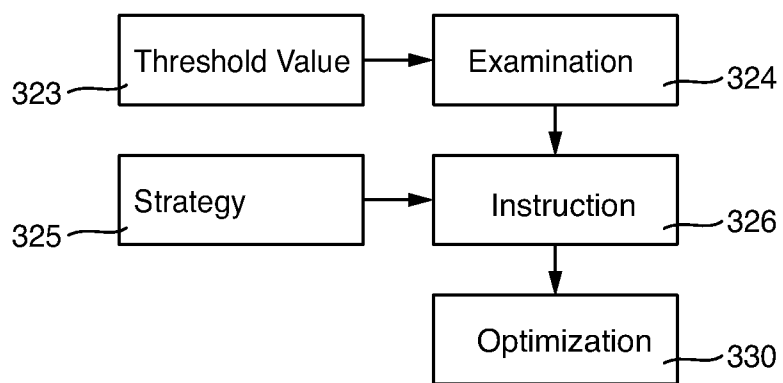 Threshold Value
Examination
323
324
Strategy
Instruction
325
326
Optimization
330